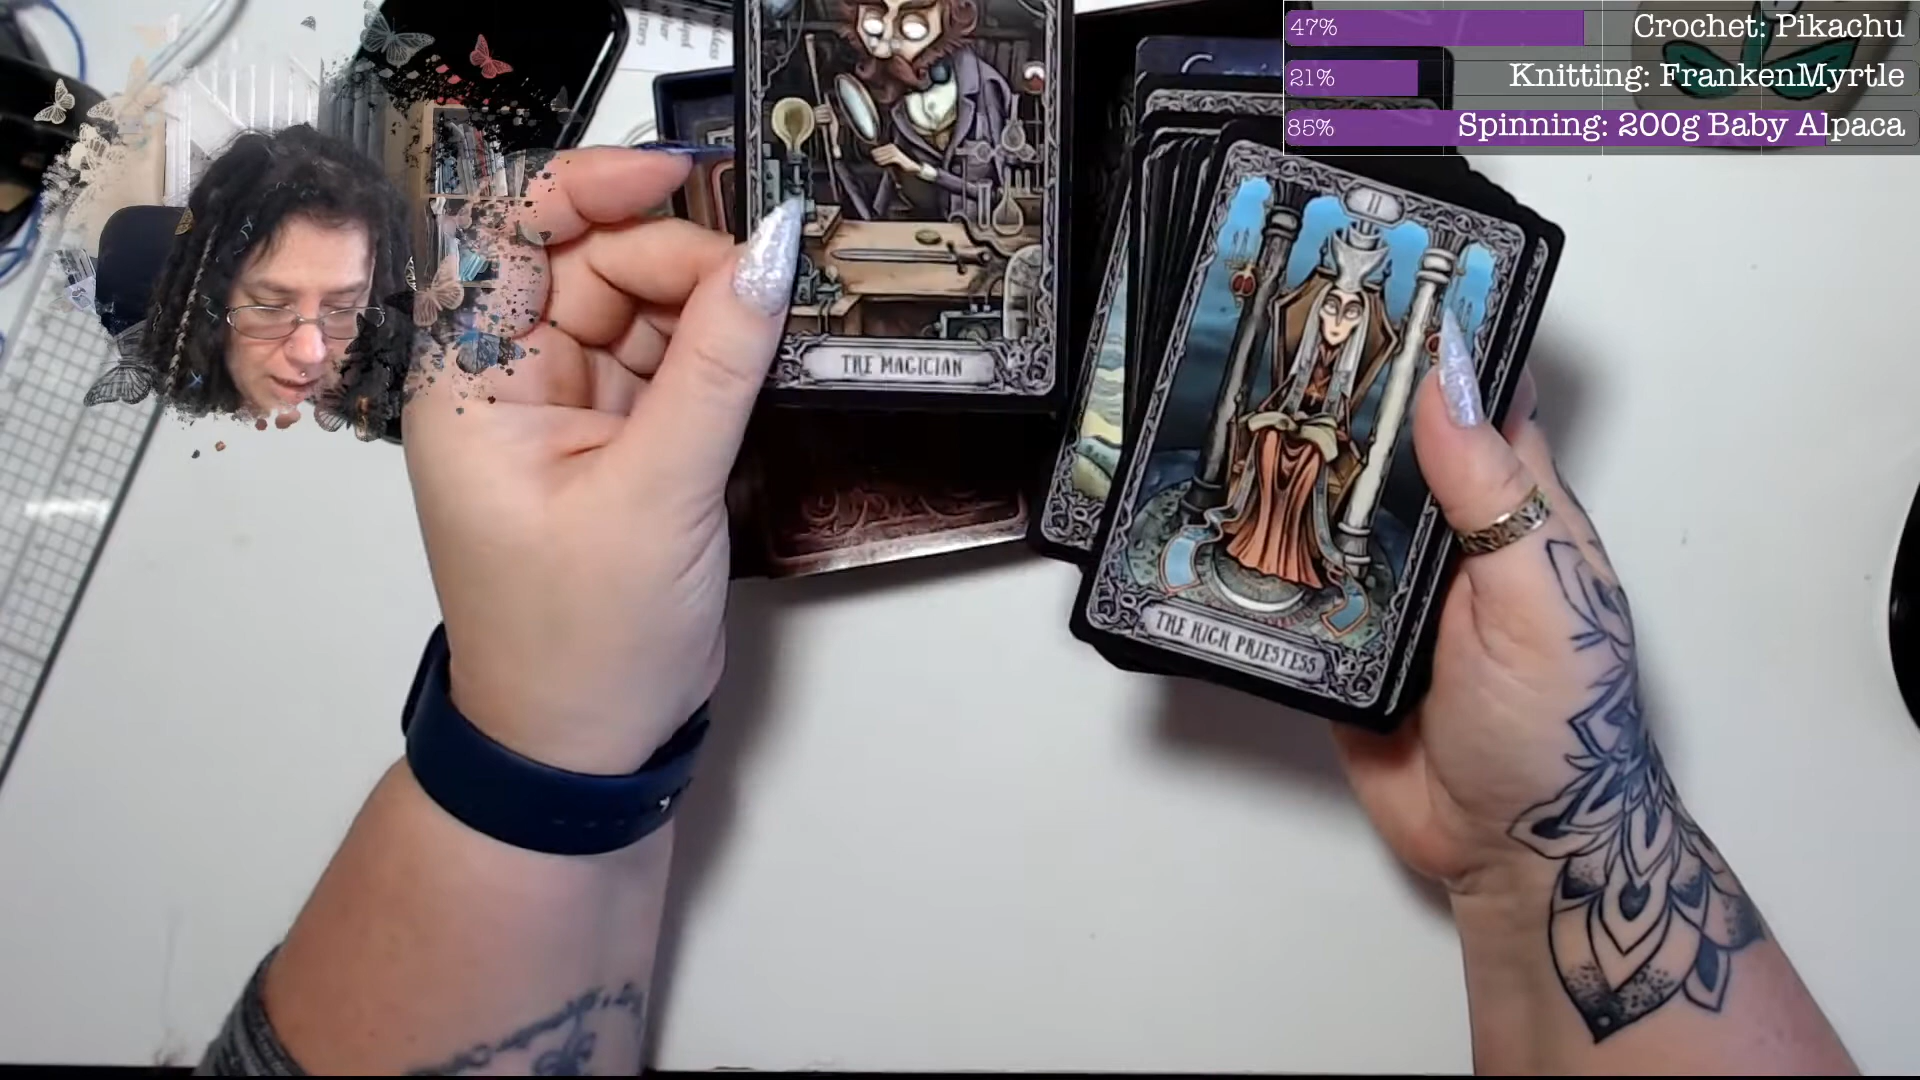 47% Crochet: Pikachu
21% Knitting: FrankenMyrtle
85% Spinning: 200g Baby Alpaca
THE MAGICIAN
II
THE HIGH PRIESTESS